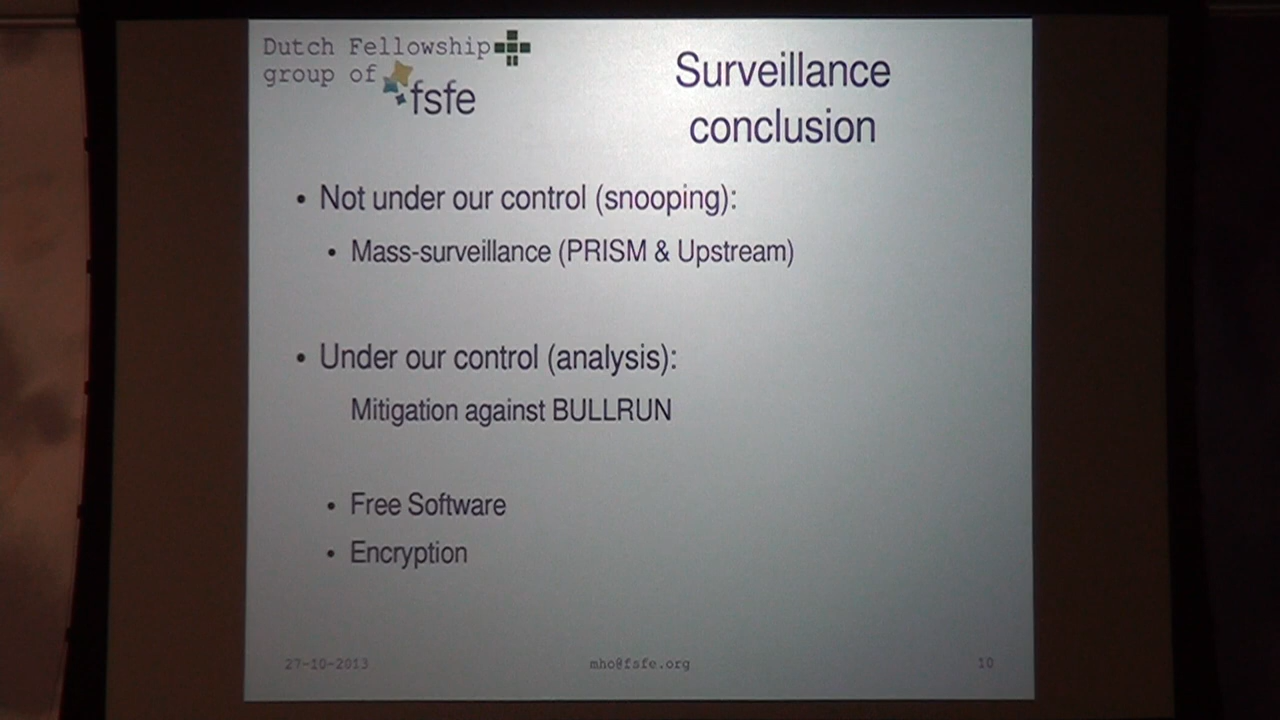 Dutch Fellowship
group of
fsfe
Surveillance
conclusion
• Not under our control (snooping):
• Mass-surveillance (PRISM & Upstream)
• Under our control (analysis):
Mitigation against BULLRUN
• Free Software
• Encryption
27-10-2013
mho@fsfe.org
10